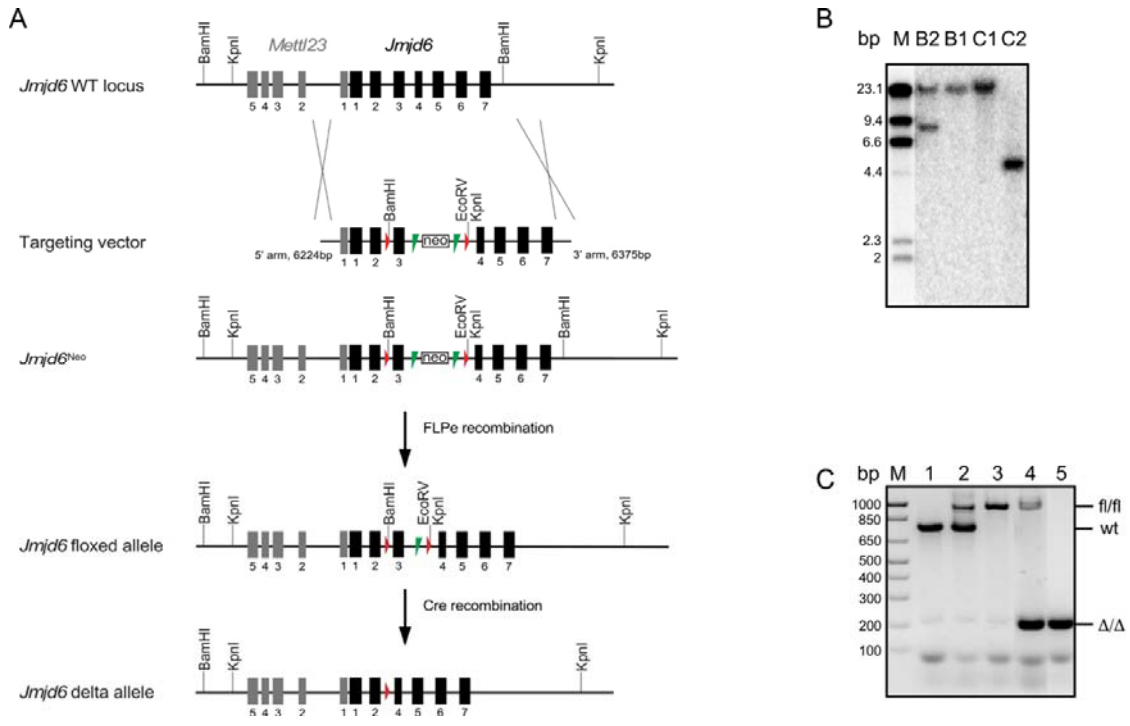 A
BamHI
KpnI
Mettl23
Jmjd6
BamHI
KpnI
Jmjd6 WT locus
5 4 3 2 1 1 2 3 4 5 6 7
BamHI
EcoRV
KpnI
Targeting vector
neo
5' arm, 6224bp
1 1 2 3 4 5 6 7
3' arm, 6375bp
BamHI
KpnI
BamHI
EcoRV
KpnI
BamHI
KpnI
Jmjd6Neo
neo
5 4 3 2 1 1 2 3 4 5 6 7
FLPe recombination
BamHI
KpnI
BamHI
EcoRV
KpnI
KpnI
Jmjd6 floxed allele
5 4 3 2 1 1 2 3 4 5 6 7
Cre recombination
BamHI
KpnI
KpnI
Jmjd6 delta allele
5 4 3 2 1 1 2 4 5 6 7
B
bp M B2 B1 C1 C2
23.1
9.4
6.6
4.4
2.3
2
C
bp M 1 2 3 4 5
1000
850
650
500
400
300
200
100
fl/fl
wt
Δ/Δ